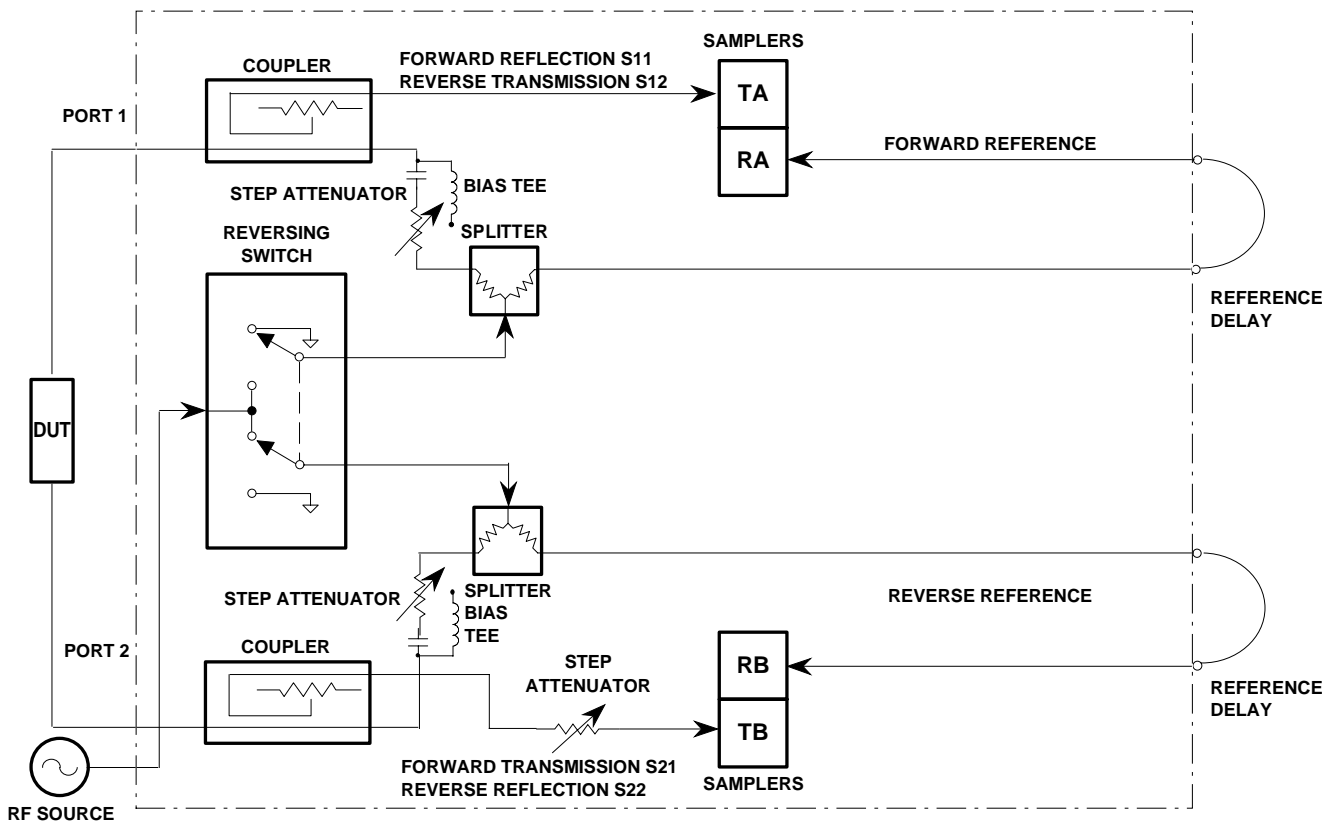 SAMPLERS
FORWARD REFLECTION S11
REVERSE TRANSMISSION S12
COUPLER
TA
PORT 1
FORWARD REFERENCE
RA
STEP ATTENUATOR
BIAS TEE
REVERSING
SWITCH
SPLITTER
REFERENCE
DELAY
DUT
SPLITTER
BIAS
TEE
STEP ATTENUATOR
REVERSE REFERENCE
PORT 2
COUPLER
STEP
ATTENUATOR
RB
REFERENCE
DELAY
TB
FORWARD TRANSMISSION S21
REVERSE REFLECTION S22
SAMPLERS
RF SOURCE